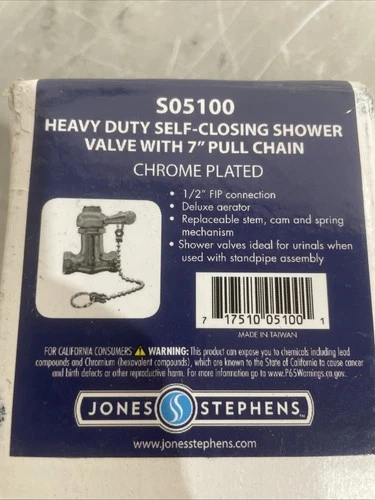 S05100
HEAVY DUTY SELF-CLOSING SHOWER
VALVE WITH 7” PULL CHAIN
CHROME PLATED
• 1/2” FIP connection
• Deluxe aerator
• Replaceable stem, cam and spring
mechanism
• Shower valves ideal for urinals when
used with standpipe assembly
7 17510 05100 1
MADE IN TAIWAN
FOR CALIFORNIA CONSUMERS ⚠ WARNING: This product can expose you to chemicals including lead
compounds and Chromium (hexavalent compounds), which are known to the State of California to cause cancer
and birth defects or other reproductive harm. For more information go to www.P65Warnings.ca.gov.
JONES STEPHENS™
www.jonesstephens.com